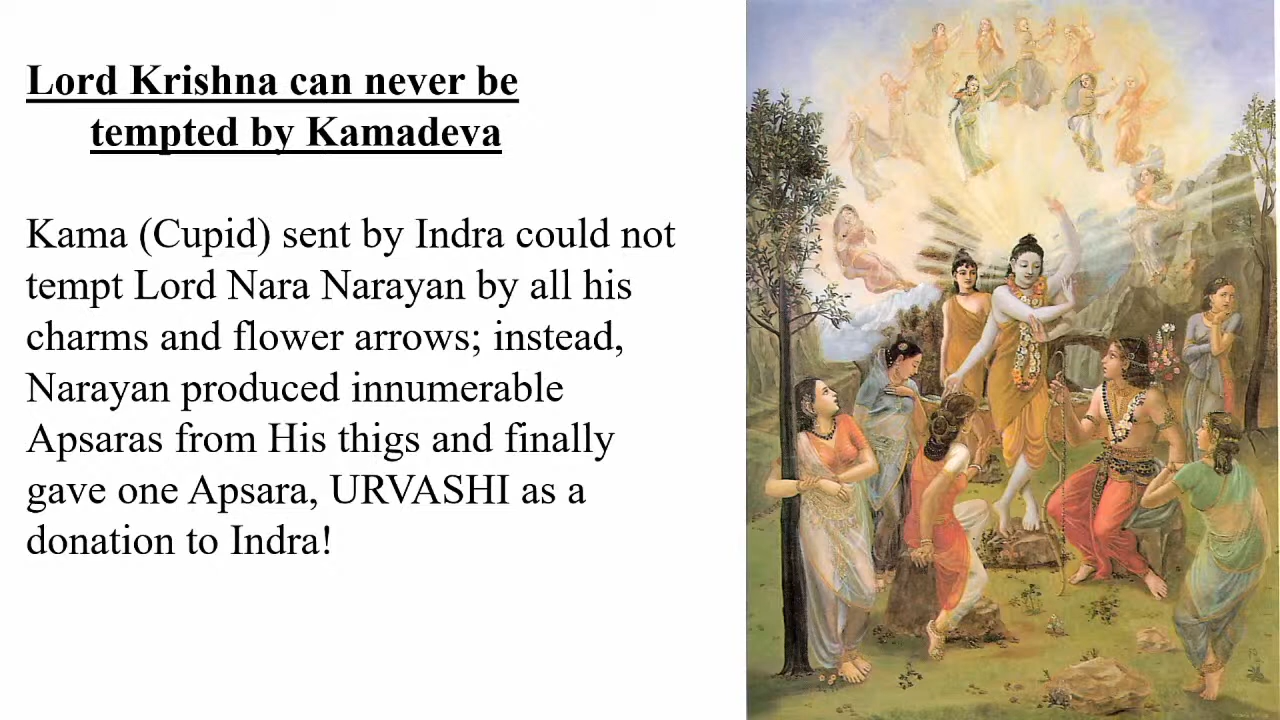 Lord Krishna can never be
tempted by Kamadeva
Kama (Cupid) sent by Indra could not
tempt Lord Nara Narayan by all his
charms and flower arrows; instead,
Narayan produced innumerable
Apsaras from His thigs and finally
gave one Apsara, URVASHI as a
donation to Indra!